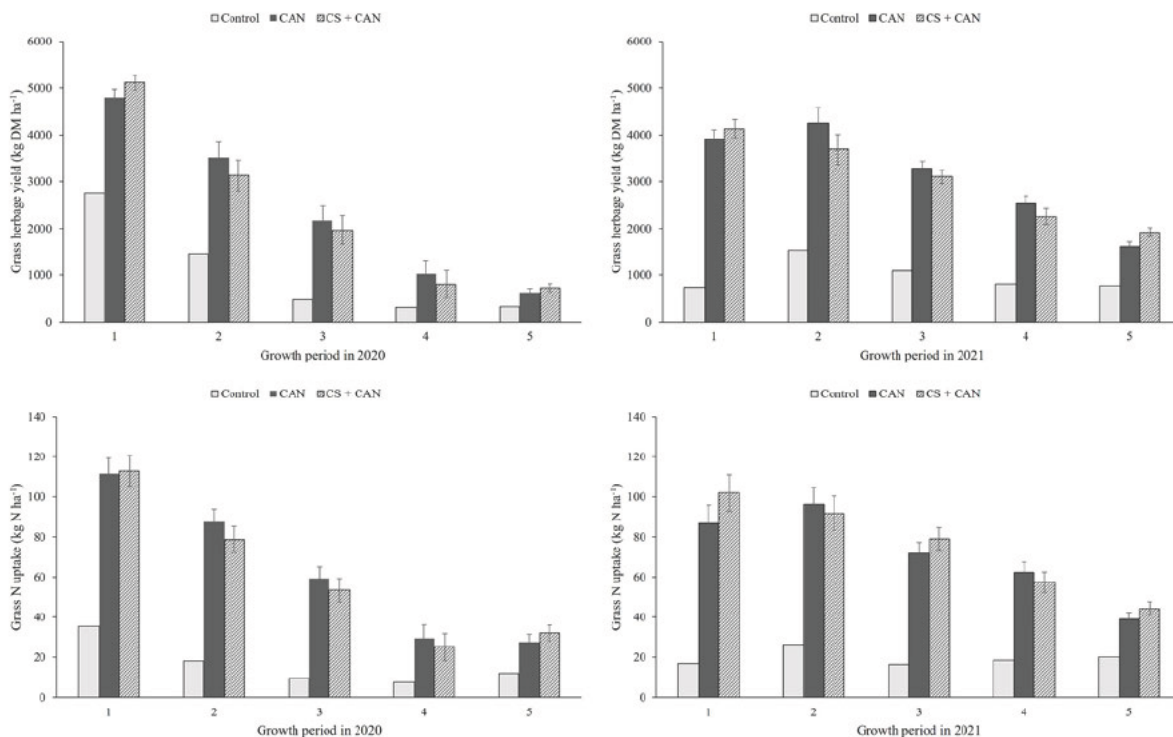 Control CAN CS + CAN
Grass herbage yield (kg DM ha⁻¹)
6000
5000
4000
3000
2000
1000
0
1 2 3 4 5
Growth period in 2020
Control CAN CS + CAN
Grass herbage yield (kg DM ha⁻¹)
6000
5000
4000
3000
2000
1000
0
1 2 3 4 5
Growth period in 2021
Control CAN CS + CAN
Grass N uptake (kg N ha⁻¹)
140
120
100
80
60
40
20
0
1 2 3 4 5
Growth period in 2020
Control CAN CS + CAN
Grass N uptake (kg N ha⁻¹)
140
120
100
80
60
40
20
0
1 2 3 4 5
Growth period in 2021